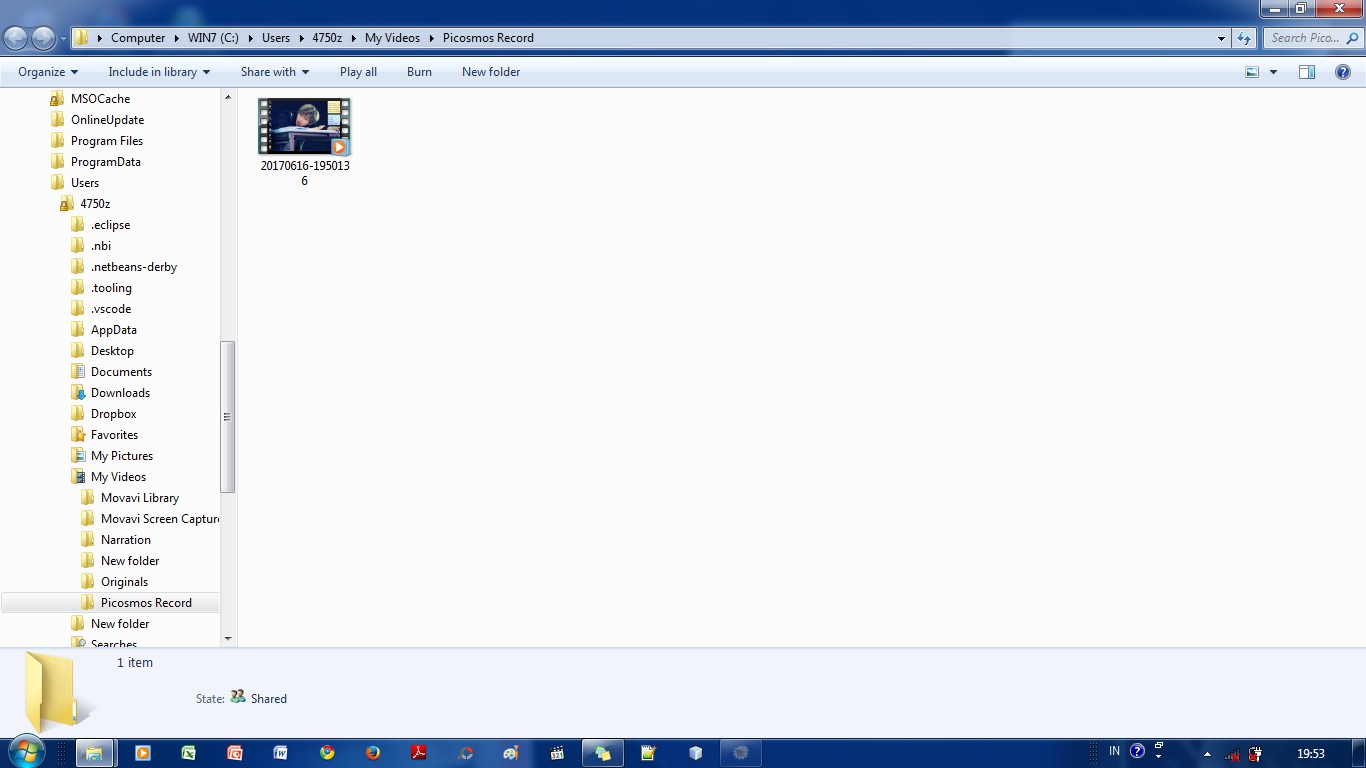 Computer WIN7 (C:) Users 4750z My Videos Picosmos Record
Search Pico...
Organize Include in library Share with Play all Burn New folder
MSOCache
OnlineUpdate
Program Files
ProgramData
Users
4750z
.eclipse
.nbi
.netbeans-derby
.tooling
.vscode
AppData
Desktop
Documents
Downloads
Dropbox
Favorites
My Pictures
My Videos
Movavi Library
Movavi Screen Capture
Narration
New folder
Originals
Picosmos Record
New folder
Searches
20170616-195013
6
1 item
State: Shared
IN
19:53